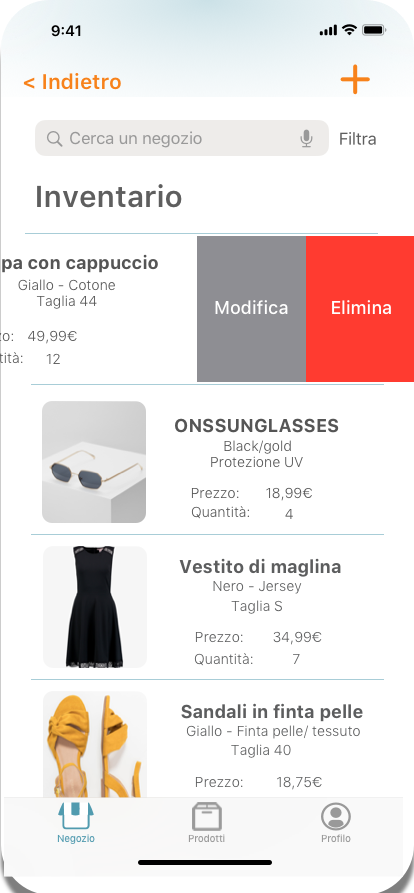 9:41
< Indietro
Cerca un negozio
Filtra
Inventario
pa con cappuccio
Giallo - Cotone
Taglia 44
zo: 49,99€
tità: 12
Modifica
Elimina
ONSSUNGLASSES
Black/gold
Protezione UV
Prezzo: 18,99€
Quantità: 4
Vestito di maglina
Nero - Jersey
Taglia S
Prezzo: 34,99€
Quantità: 7
Sandali in finta pelle
Giallo - Finta pelle/ tessuto
Taglia 40
Prezzo: 18,75€
Negozio
Prodotti
Profilo